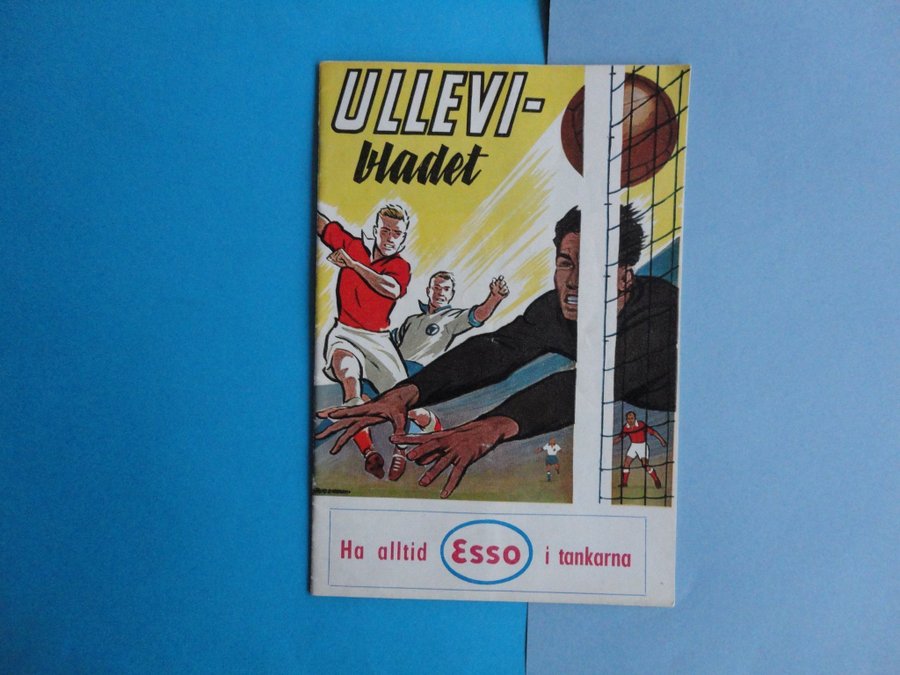 ULLEVI-
bladet
Ha alltid Esso i tankarna